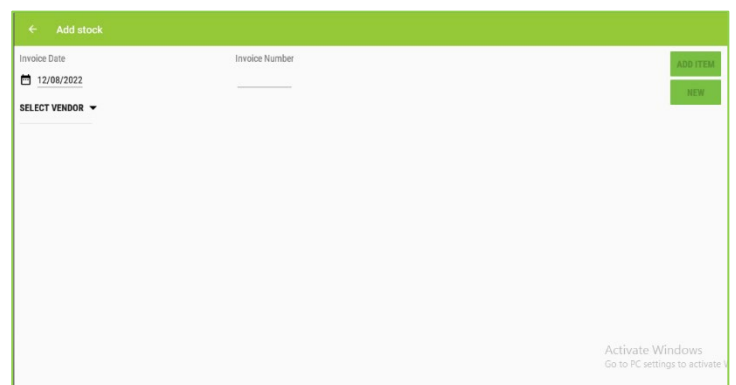 Add stock
Invoice Date
Invoice Number
ADD ITEM
12/08/2022
NEW
SELECT VENDOR
Activate Windows
Go to PC settings to activate